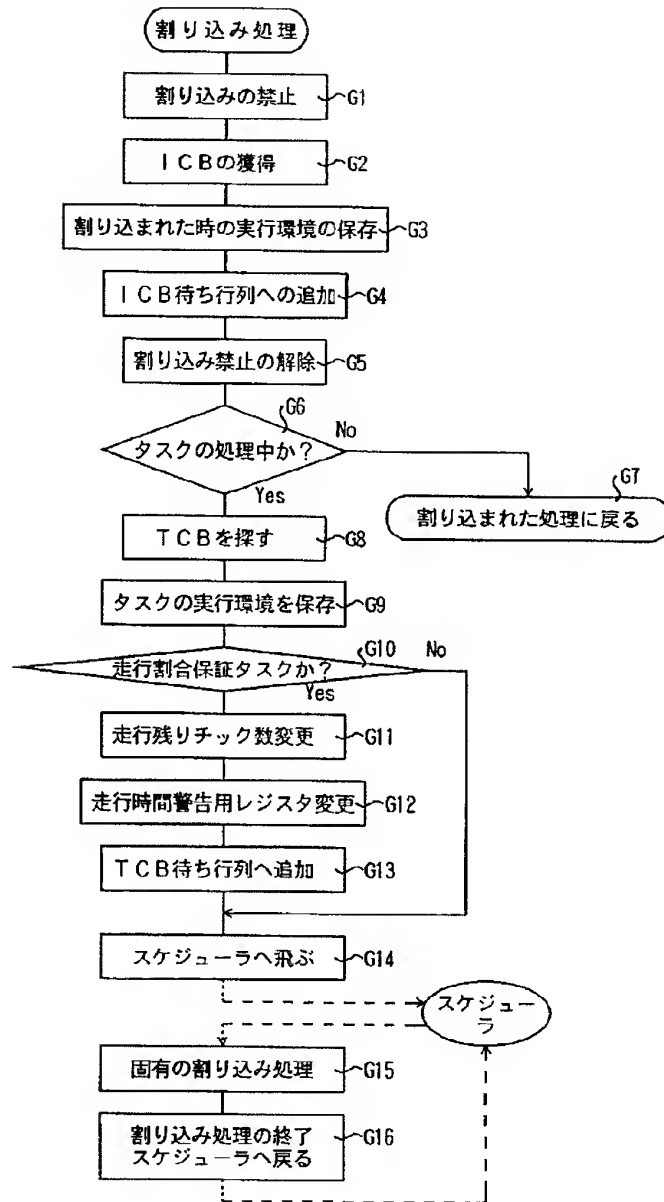 割り込み処理
割り込みの禁止
G1
ICBの獲得
G2
割り込まれた時の実行環境の保存
G3
ICB待ち行列への追加
G4
割り込み禁止の解除
G5
G6
タスクの処理中か?
No
Yes
G7
割り込まれた処理に戻る
TCBを探す
G8
タスクの実行環境を保存
G9
G10
走行割合保証タスクか?
No
Yes
走行残りチック数変更
G11
走行時間警告用レジスタ変更
G12
TCB待ち行列へ追加
G13
スケジューラへ飛ぶ
G14
スケジュー
ラ
固有の割り込み処理
G15
割り込み処理の終了
スケジューラへ戻る
G16